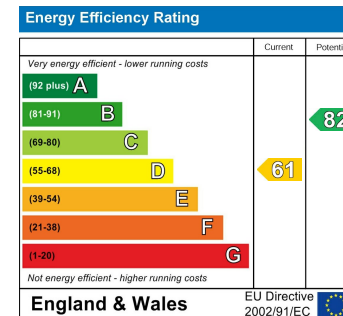 Energy Efficiency Rating
Current Potenti
Very energy efficient - lower running costs
(92 plus) A
(81-91) B
82
(69-80) C
(55-68) D
61
(39-54) E
(21-38) F
(1-20) G
Not energy efficient - higher running costs
England & Wales
EU Directive
2002/91/EC